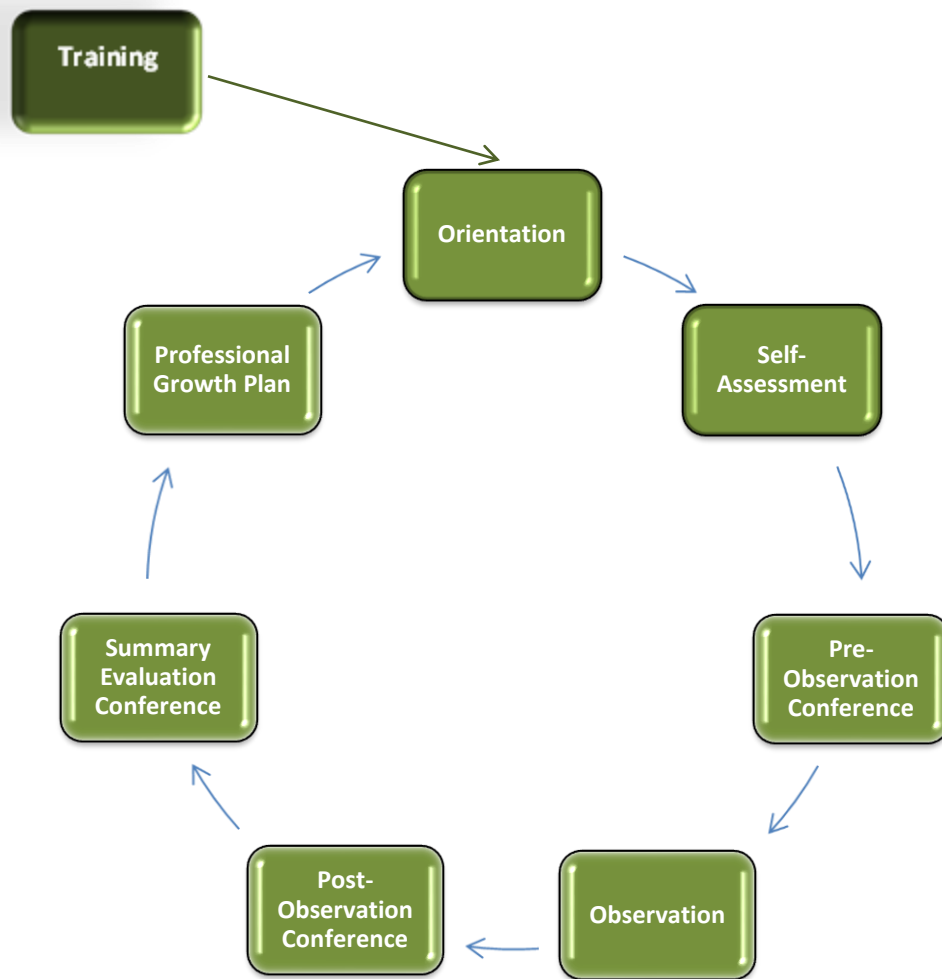 Training
Orientation
Self-
Assessment
Pre-
Observation
Conference
Observation
Post-
Observation
Conference
Summary
Evaluation
Conference
Professional
Growth Plan